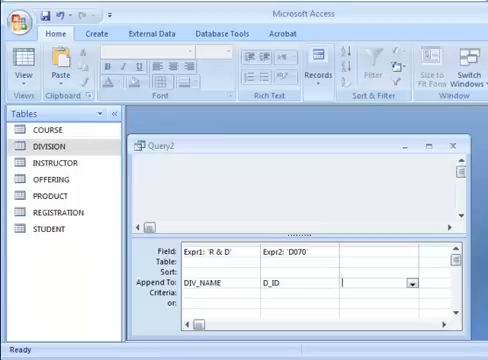 Microsoft Access
Home Create External Data Database Tools Acrobat
View Paste B I U Records Filter Size to Fit Form Switch Windows
Views Clipboard Font Rich Text Sort & Filter Window
Tables
COURSE
DIVISION
INSTRUCTOR
OFFERING
PRODUCT
REGISTRATION
STUDENT
Query2
Field: Expr1: 'R & D' Expr2: 'D070'
Table:
Sort:
Append To: DIV_NAME D_ID
Criteria:
or:
Ready